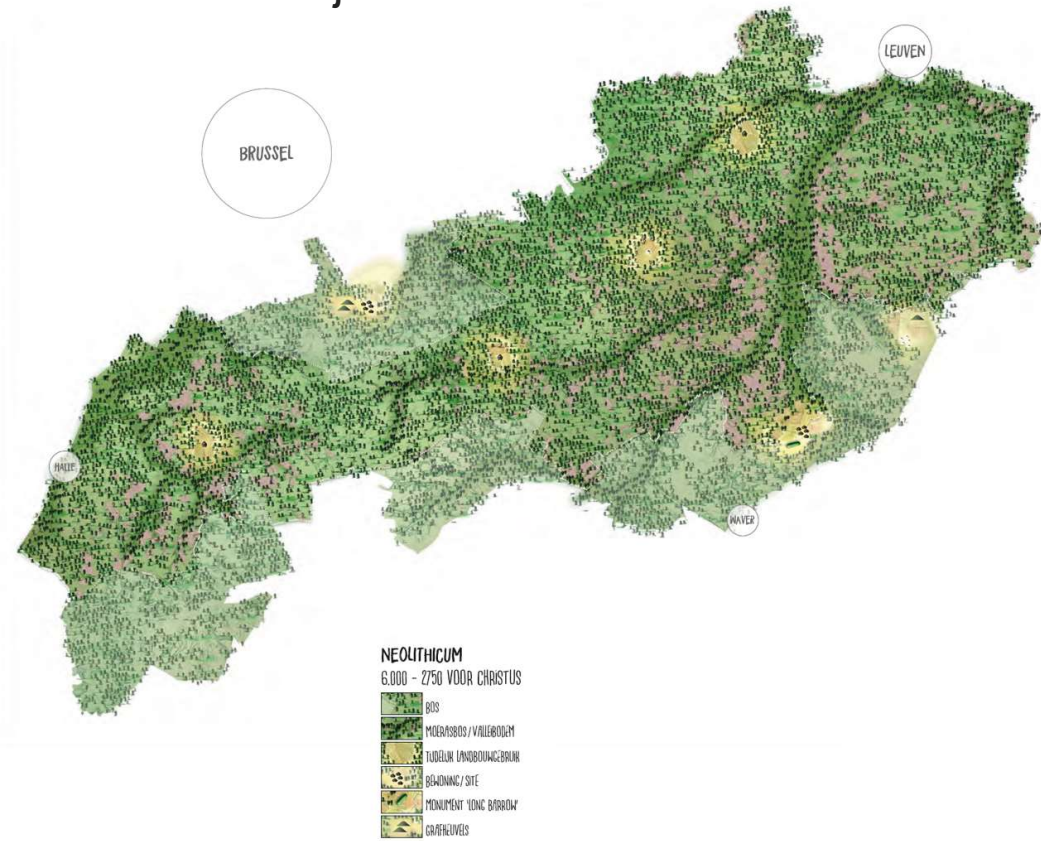 LEUVEN
BRUSSEL
HALLE
WAVER
NEOLITHICUM
6.000 - 2750 VOOR CHRISTUS
BOS
MOERASBOS / VALLEIBODEM
TIJDELIJK LANDBOUWGEBRUIK
BEWONING / SITE
MONUMENT 'LONG BARROW'
GRAFHEUVELS